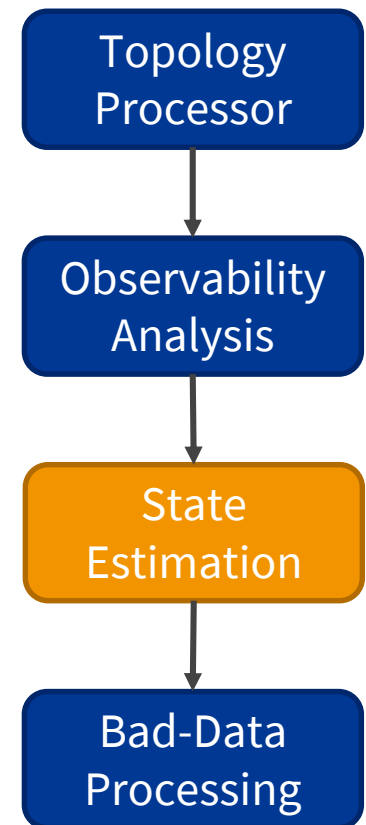 Topology
Processor
Observability
Analysis
State
Estimation
Bad-Data
Processing